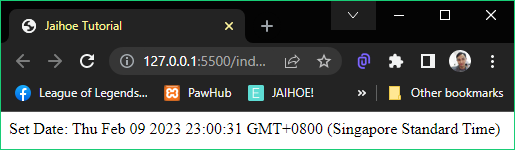 Jaihoe Tutorial
127.0.0.1:5500/ind...
League of Legends... PawHub JAIHOE! » Other bookmarks
Set Date: Thu Feb 09 2023 23:00:31 GMT+0800 (Singapore Standard Time)